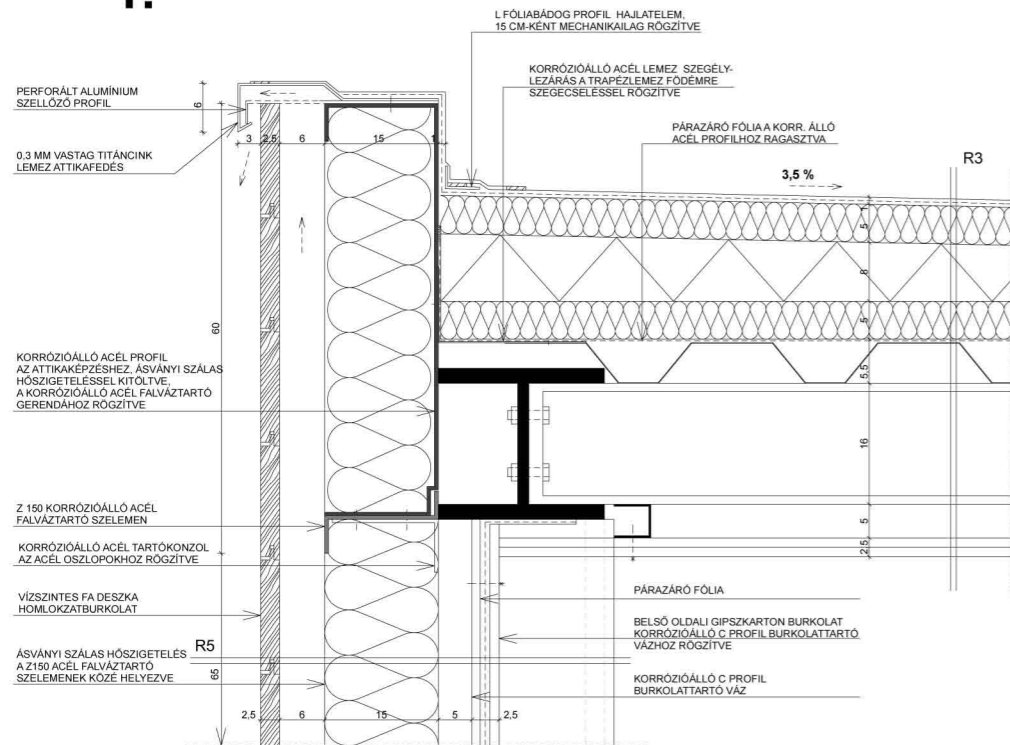 L FÓLIABÁDOG PROFIL HAJLATELEM,
15 CM-KÉNT MECHANIKAILAG RÖGZÍTVE
KORRÓZIÓÁLLÓ ACÉL LEMEZ SZEGÉLY-
LEZÁRÁS A TRAPÉZLEMEZ FÖDÉMRE
SZEGECSELÉSSEL RÖGZÍTVE
PERFORÁLT ALUMÍNIUM
SZELLŐZŐ PROFIL
6
PÁRAZÁRÓ FÓLIA A KORR. ÁLLÓ
ACÉL PROFILHOZ RAGASZTVA
3 2,5 6 15 1
0,3 MM VASTAG TITÁNCINK
LEMEZ ATTIKAFEDÉS
R3
3,5 %
1
5
8
5
60
KORRÓZIÓÁLLÓ ACÉL PROFIL
AZ ATTIKAKÉPZÉSHEZ, ÁSVÁNYI SZÁLAS
HŐSZIGETELÉSSEL KITÖLTVE,
A KORRÓZIÓÁLLÓ ACÉL FALVÁZTARTÓ
GERENDÁHOZ RÖGZÍTVE
5,5
16
Z 150 KORRÓZIÓÁLLÓ ACÉL
FALVÁZTARTÓ SZELEMEN
5
2,5
KORRÓZIÓÁLLÓ ACÉL TARTÓKONZOL
AZ ACÉL OSZLOPOKHOZ RÖGZÍTVE
VÍZSZINTES FA DESZKA
HOMLOKZATBURKOLAT
PÁRAZÁRÓ FÓLIA
BELSŐ OLDALI GIPSZKARTON BURKOLAT
KORRÓZIÓÁLLÓ C PROFIL BURKOLATTARTÓ
VÁZHOZ RÖGZÍTVE
R5
ÁSVÁNYI SZÁLAS HŐSZIGETELÉS
A Z150 ACÉL FALVÁZTARTÓ
SZELEMENEK KÖZÉ HELYEZVE
65
KORRÓZIÓÁLLÓ C PROFIL
BURKOLATTARTÓ VÁZ
2,5 6 15 5 2,5